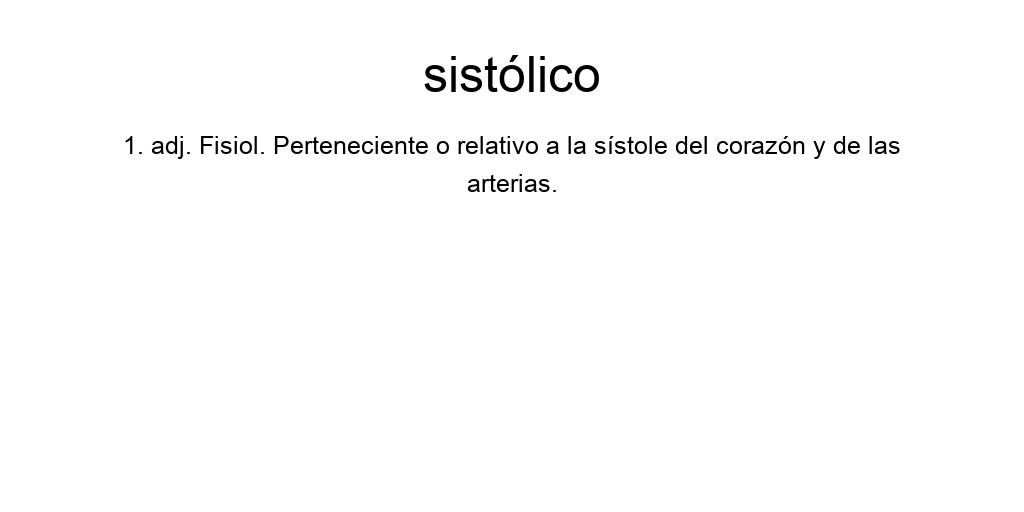 sistólico
1. adj. Fisiol. Perteneciente o relativo a la sístole del corazón y de las
arterias.